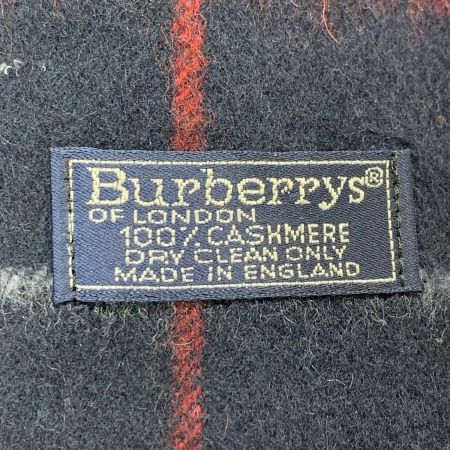 Burberrys®
OF LONDON
100% CASHMERE
DRY CLEAN ONLY
MADE IN ENGLAND